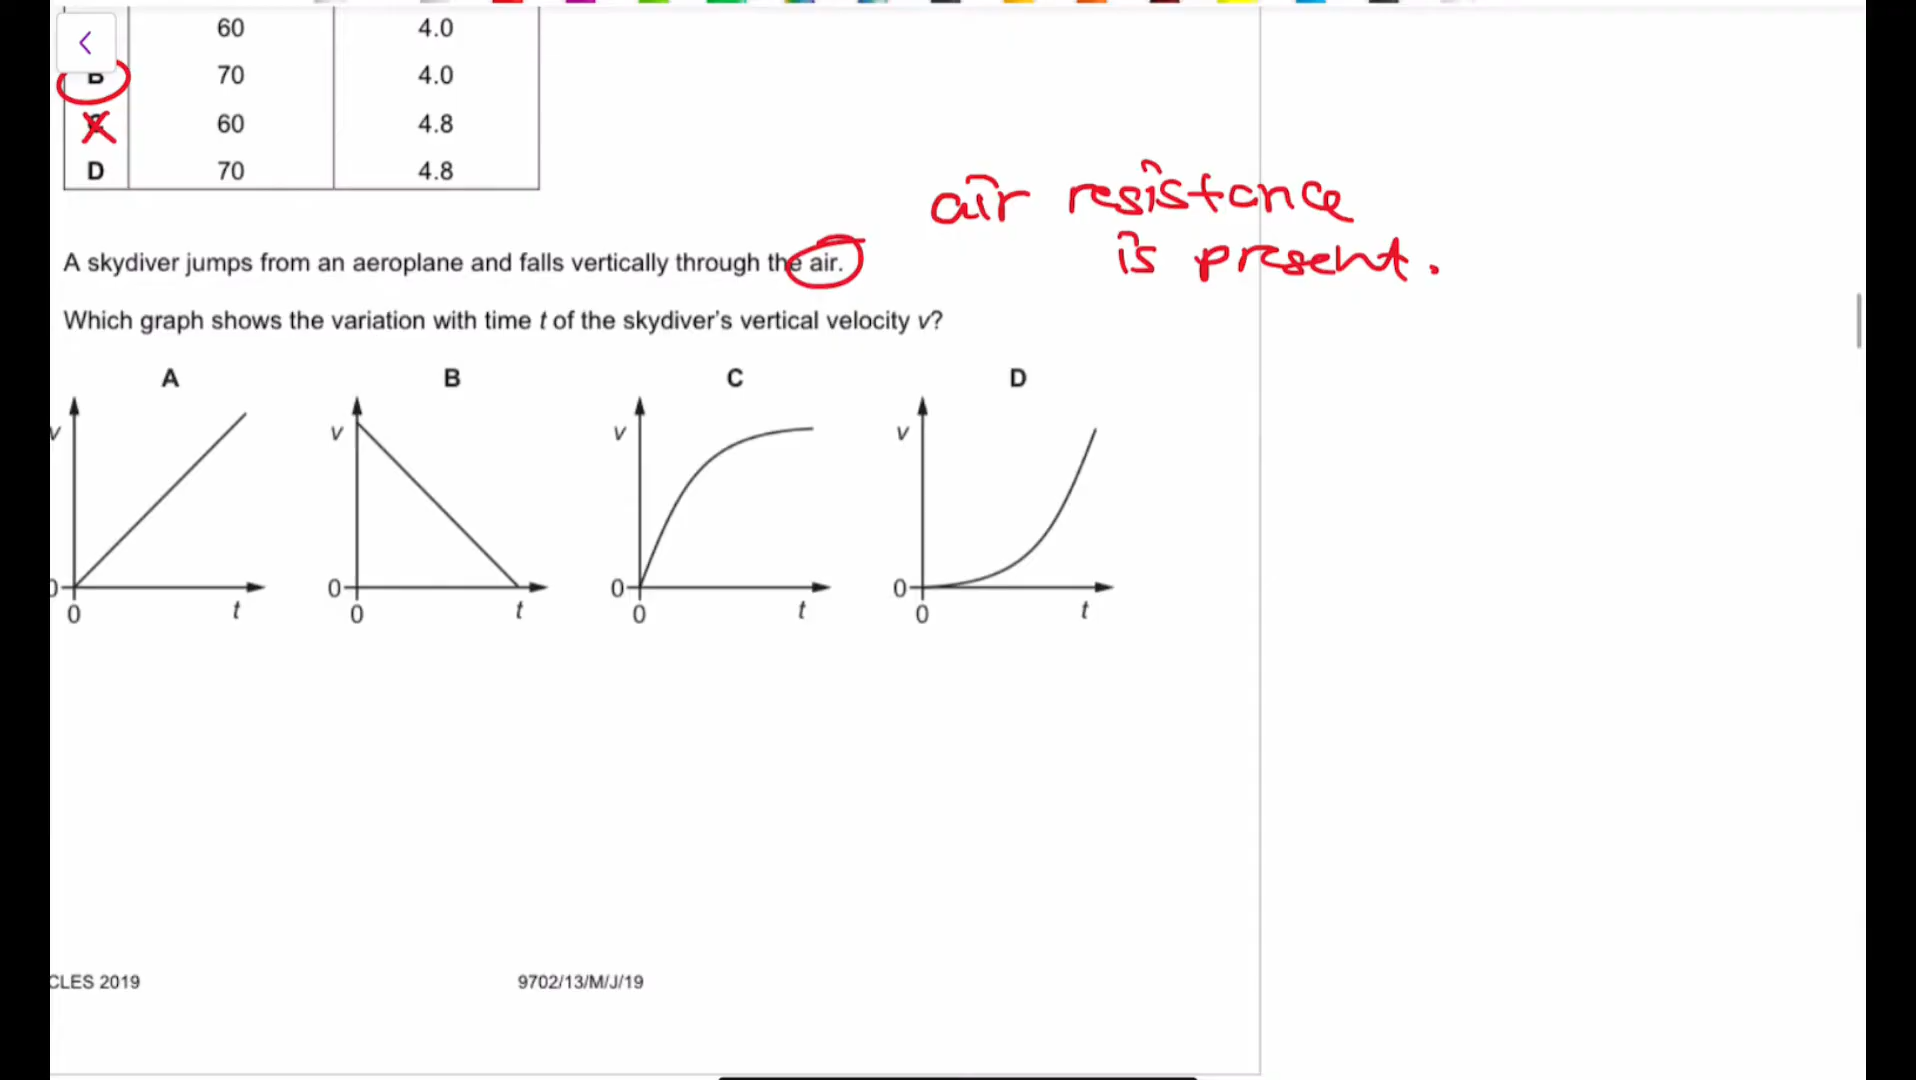 60 4.0
B 70 4.0
60 4.8
D 70 4.8
air resistance
is present.
A skydiver jumps from an aeroplane and falls vertically through the air.
Which graph shows the variation with time t of the skydiver's vertical velocity v?
A B C D
v v v v
0 0 0 0
0 t 0 t 0 t 0 t
CLES 2019 9702/13/M/J/19